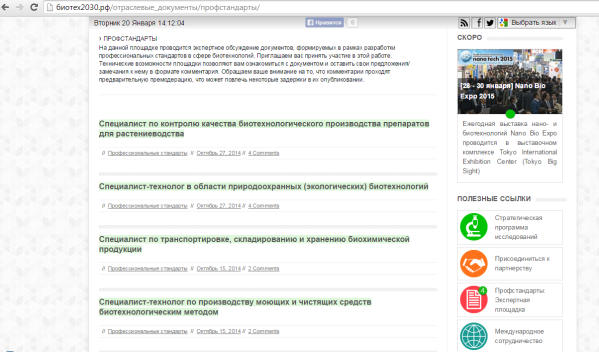 биотех2030.рф/отраслевые_документы/профстандарты/
Вторник 20 Января 14 12:04
Нравится 0
Выбрать язык ▼
› ПРОФСТАНДАРТЫ
На данной площадке проводится экспертное обсуждение документов, формируемых в рамках разработки
профессиональных стандартов в сфере биотехнологий. Приглашаем вас принять участие в этой работе.
Технические возможности площадки позволяют вам ознакомиться с документом и оставить свои предложения/
замечания к нему в формате комментария. Обращаем ваше внимание на то, что комментарии проходят
предварительную премодерацию, что может повлечь некоторые задержки в их опубликовании.
Специалист по контролю качества биотехнологического производства препаратов
для растениеводства
// Профессиональные стандарты // Октябрь 27, 2014 // 4 Comments
Специалист-технолог в области природоохранных (экологических) биотехнологий
// Профессиональные стандарты // Октябрь 27, 2014 // 4 Comments
Специалист по транспортировке, складированию и хранению биохимической
продукции
// Профессиональные стандарты // Октябрь 15, 2014 // 2 Comments
Специалист-технолог по производству моющих и чистящих средств
биотехнологическим методом
// Профессиональные стандарты // Октябрь 15, 2014 // 2 Comments
СКОРО
nano tech 2015
[28 - 30 января] Nano Bio
Expo 2015
Ежегодная выставка нано- и
биотехнологий Nano Bio Expo
проводится в выставочном
комплексе Tokyo International
Exhibition Center (Tokyo Big
Sight)
ПОЛЕЗНЫЕ ССЫЛКИ
Стратегическая
программа
исследований
Присоединиться к
партнерству
4
Профстандарты:
Экспертная
площадка
Международное
сотрудничество